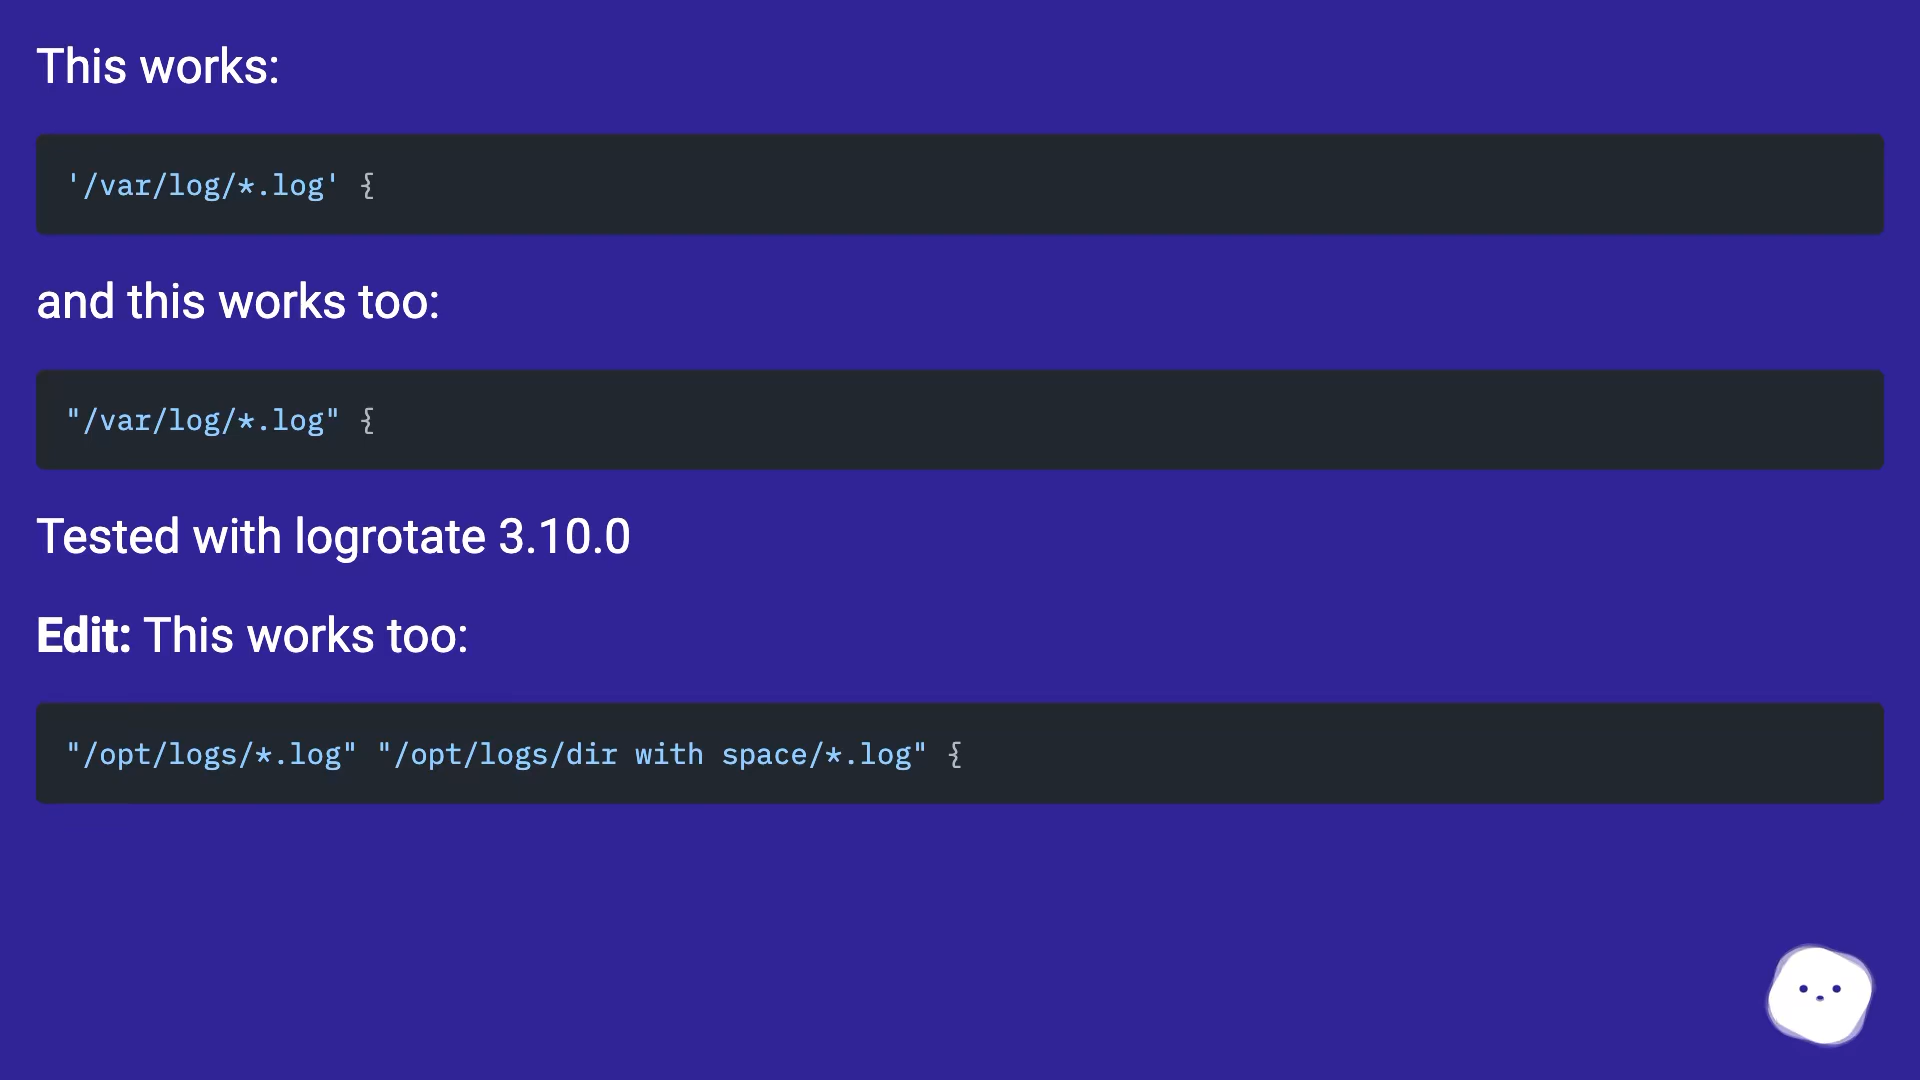 This works:
'/var/log/*.log' {
and this works too:
"/var/log/*.log" {
Tested with logrotate 3.10.0
Edit: This works too:
"/opt/logs/*.log" "/opt/logs/dir with space/*.log" {